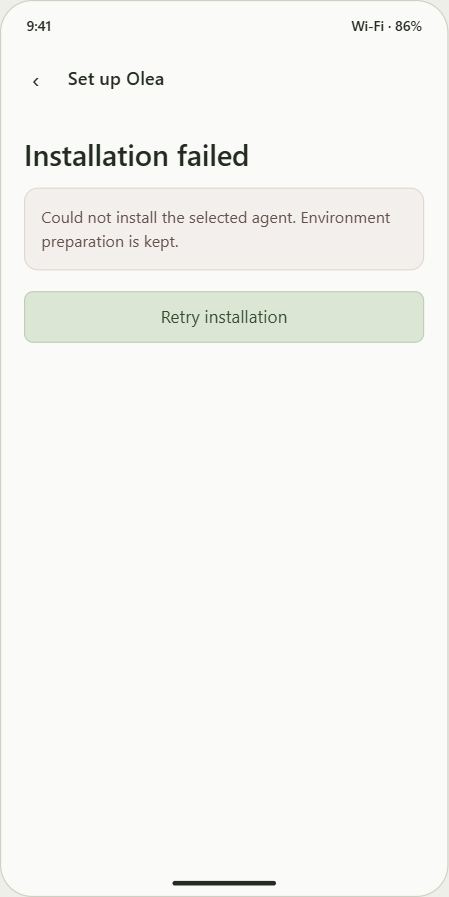 9:41
Wi-Fi · 86%
‹ Set up Olea
Installation failed
Could not install the selected agent. Environment
preparation is kept.
Retry installation